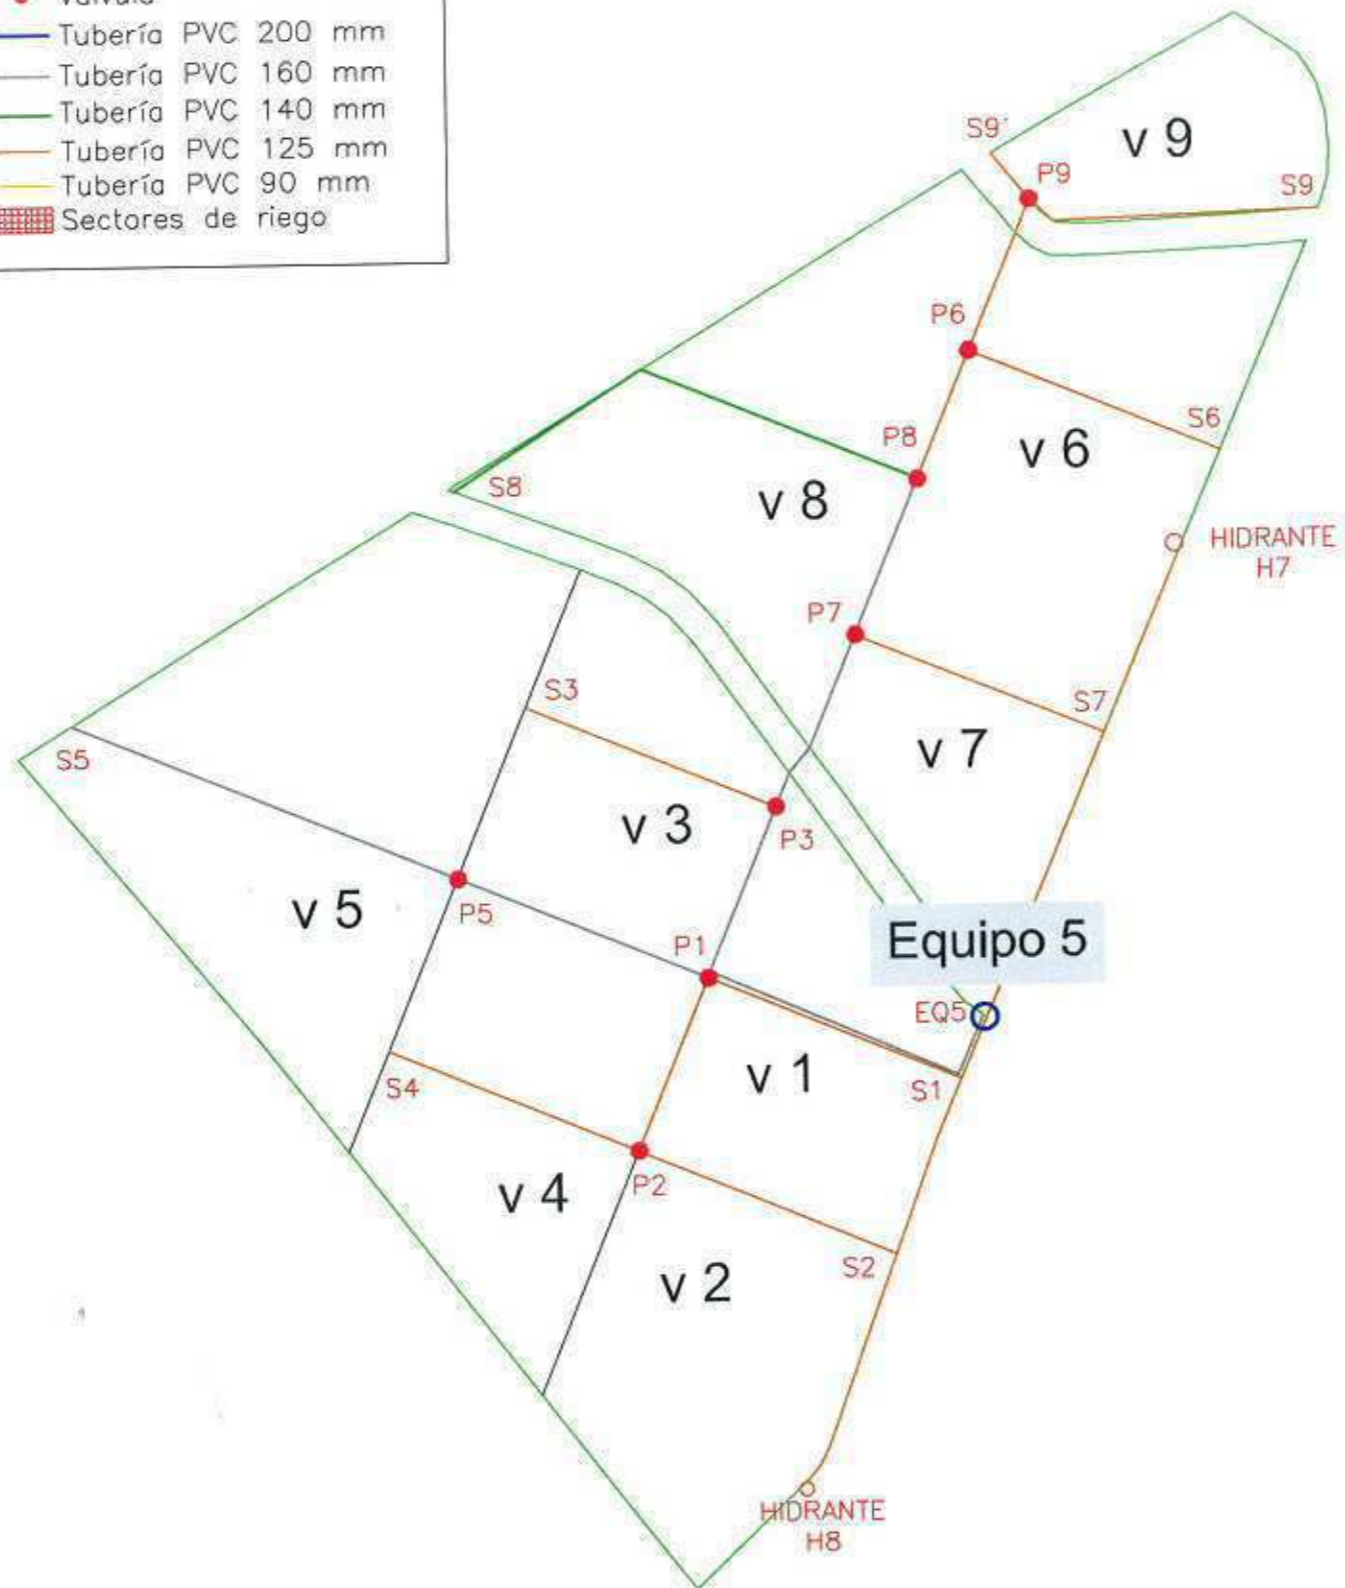 Válvula
Tubería PVC 200 mm
Tubería PVC 160 mm
Tubería PVC 140 mm
Tubería PVC 125 mm
Tubería PVC 90 mm
Sectores de riego
S9'
v 9
P9
S9
P6
S6
P8
v 6
S8
v 8
HIDRANTE
H7
P7
S3
S7
S5
v 7
v 3
P3
v 5
P5
P1
Equipo 5
EQ5
v 1
S4
S1
v 4
P2
S2
v 2
HIDRANTE
H8